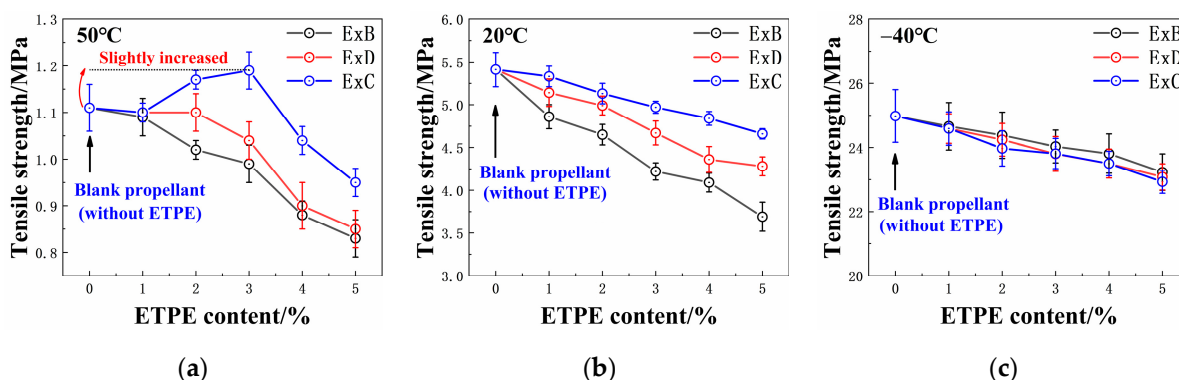 50℃
Slightly increased
ExB
ExD
ExC
Blank propellant
(without ETPE)
Tensile strength/MPa
1.3
1.2
1.1
1.0
0.9
0.8
0 1 2 3 4 5
ETPE content/%
(a)
20℃
ExB
ExD
ExC
Blank propellant
(without ETPE)
Tensile strength/MPa
6.0
5.5
5.0
4.5
4.0
3.5
3.0
0 1 2 3 4 5
ETPE content/%
(b)
−40℃
ExB
ExD
ExC
Blank propellant
(without ETPE)
Tensile strength/MPa
28
26
24
22
20
0 1 2 3 4 5
ETPE content/%
(c)